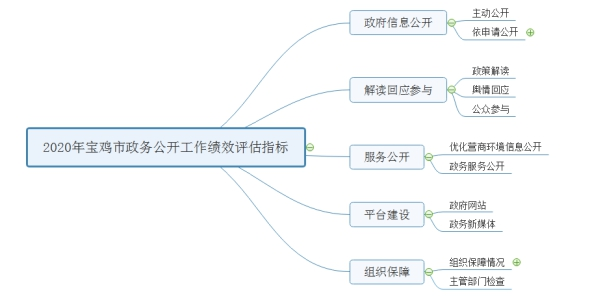 政府信息公开
主动公开
依申请公开
解读回应参与
政策解读
舆情回应
公众参与
2020年宝鸡市政务公开工作绩效评估指标
服务公开
优化营商环境信息公开
政务服务公开
平台建设
政府网站
政务新媒体
组织保障
组织保障情况
主管部门检查